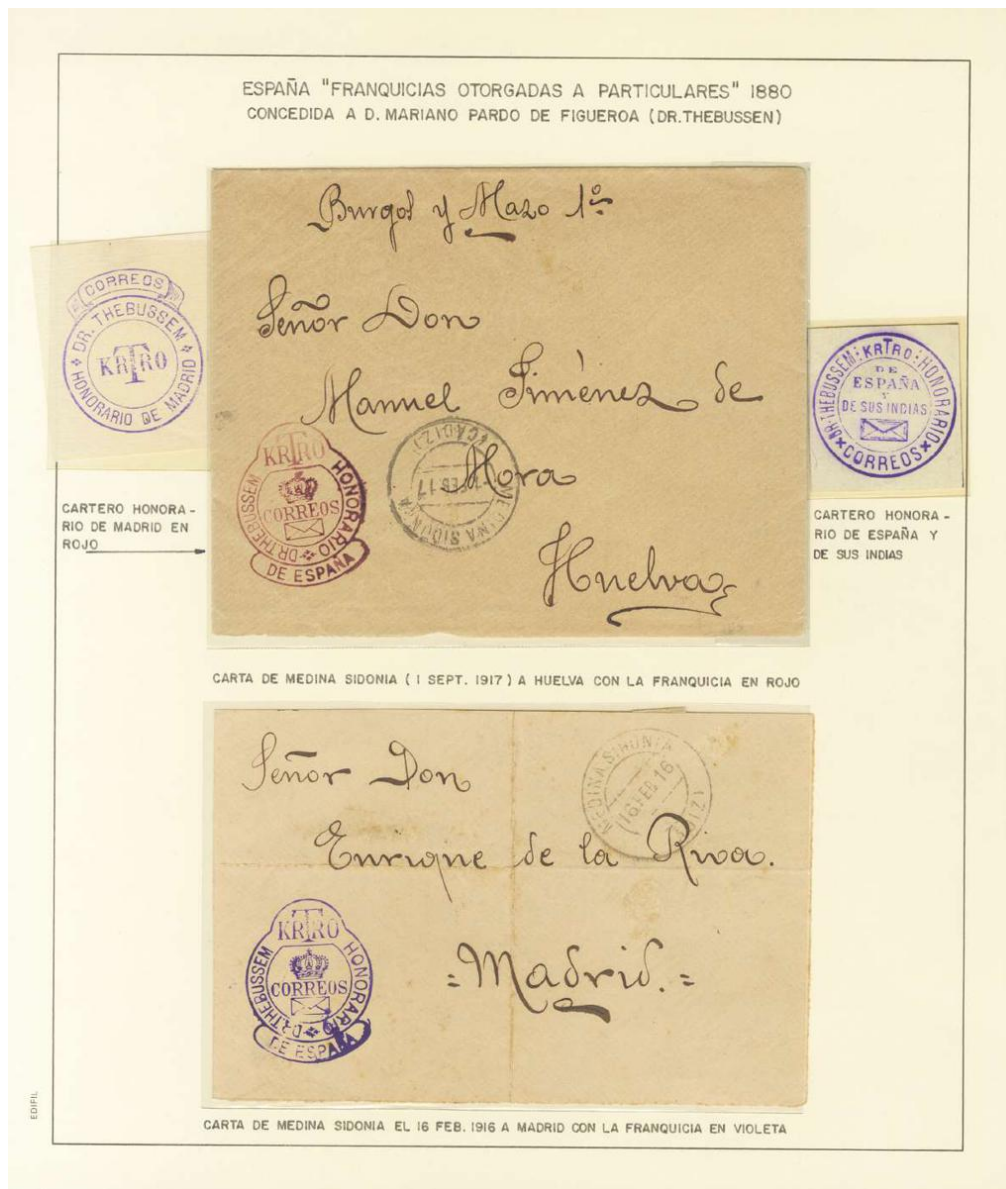 ESPAÑA "FRANQUICIAS OTORGADAS A PARTICULARES" 1880
CONCEDIDA A D. MARIANO PARDO DE FIGUEROA (DR.THEBUSSEN)
CORREOS
DR. THEBUSSEM
KRTRO
HONORARIO DE MADRID
CARTERO HONORA-
RIO DE MADRID EN
ROJO
Burgos y Mazo 1º
Señor Don
Manuel Jiménez de
Mora
Huelva
KRTRO
HONORARIO
DR THEBUSSEM
CORREOS
DE ESPAÑA
MEDINA SIDONIA
(CADIZ)
DR. THEBUSSEM: KRTRO: HONORARIO
DE
ESPAÑA
Y
DE SUS INDIAS
CORREOS
CARTERO HONORA-
RIO DE ESPAÑA Y
DE SUS INDIAS
CARTA DE MEDINA SIDONIA ( 1 SEPT. 1917 ) A HUELVA CON LA FRANQUICIA EN ROJO
Señor Don
Enrique de la Riva.
=Madrid.=
MEDINA SIDONIA
16 FEB 16
KRTRO
HONORARIO
DR THEBUSSEM
CORREOS
DE ESPAÑA
CARTA DE MEDINA SIDONIA EL 16 FEB. 1916 A MADRID CON LA FRANQUICIA EN VIOLETA
EDIFIL